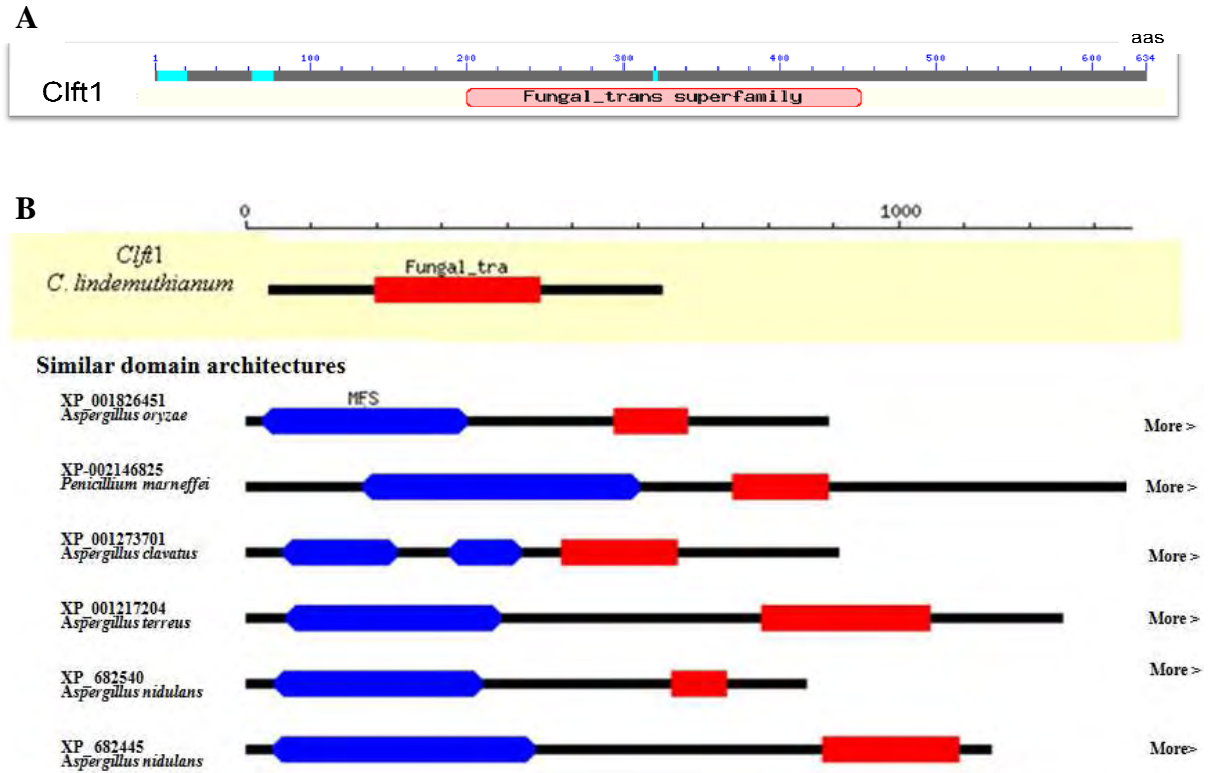 A
aas
1 100 200 300 400 500 600 634
Clft1
Fungal_trans superfamily
B
0 1000
Clft1
C. lindemuthianum
Fungal_tra
Similar domain architectures
XP_001826451
Aspergillus oryzae
MFS
More >
XP-002146825
Penicillium marneffei
More >
XP_001273701
Aspergillus clavatus
More >
XP_001217204
Aspergillus terreus
More >
XP_682540
Aspergillus nidulans
More >
XP_682445
Aspergillus nidulans
More>